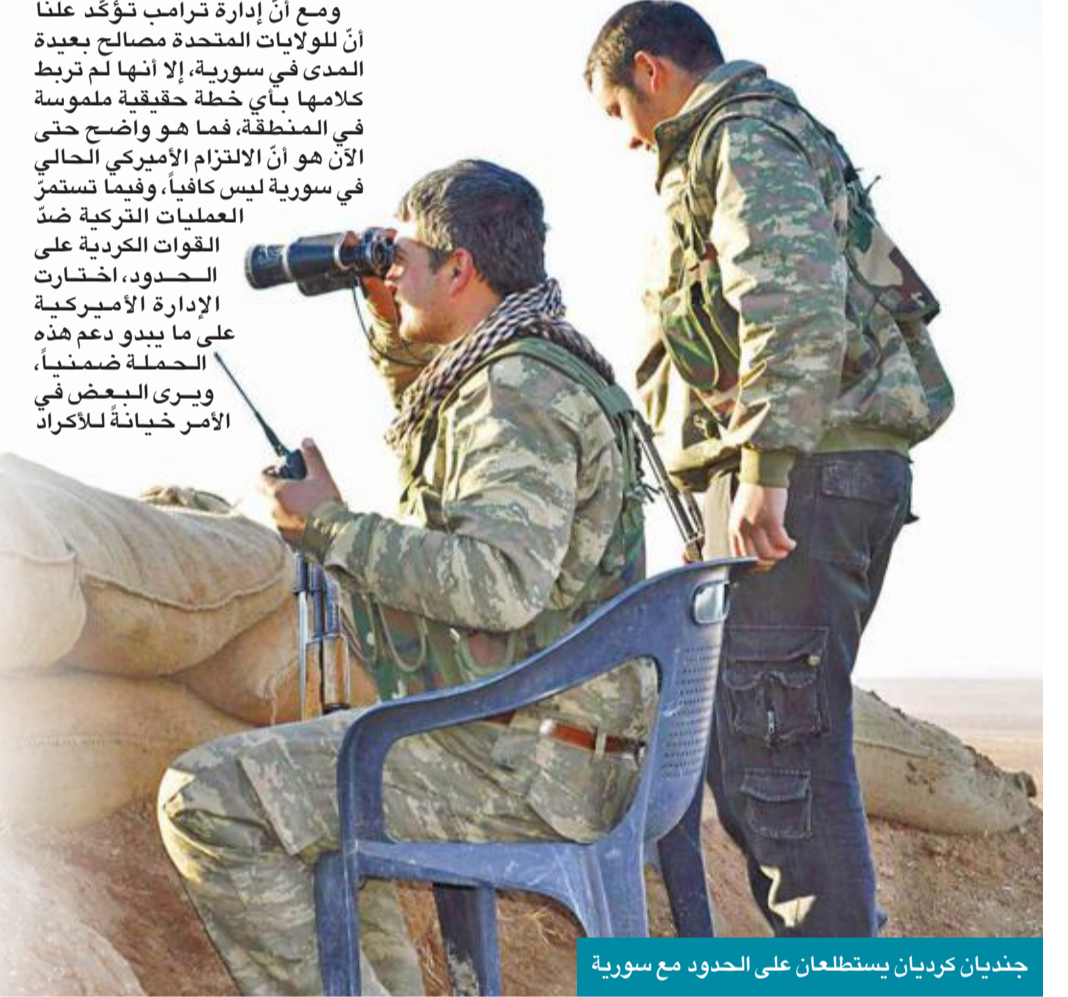 ومع أنّ إدارة ترامب تؤكّد علناً
أنّ للولايات المتحدة مصالح بعيدة
المدى في سورية، إلا أنها لم تربط
كلامها بأي خطة حقيقية ملموسة
في المنطقة، فما هو واضح حتى
الآن هو أنّ الالتزام الأميركي الحالي
في سورية ليس كافياً، وفيما تستمرّ
العمليات التركية ضدّ
القوات الكردية على
الحدود، اختارت
الإدارة الأميركية
على ما يبدو دعم هذه
الحملة ضمنياً،
ويرى البعض في
الأمر خيانةً للأكراد
جنديان كرديان يستطلعان على الحدود مع سورية